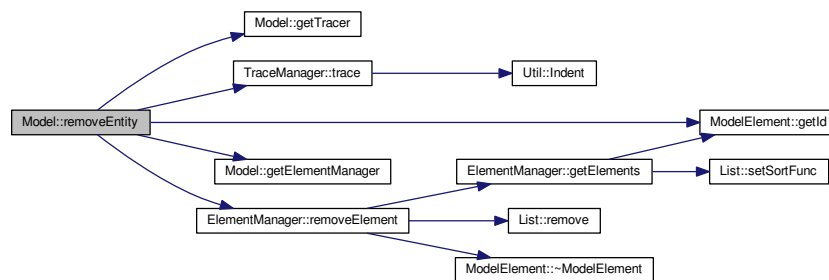 Model::getTracer
TraceManager::trace
Util::Indent
Model::removeEntity
ModelElement::getId
Model::getElementManager
ElementManager::getElements
List::setSortFunc
ElementManager::removeElement
List::remove
ModelElement::~ModelElement